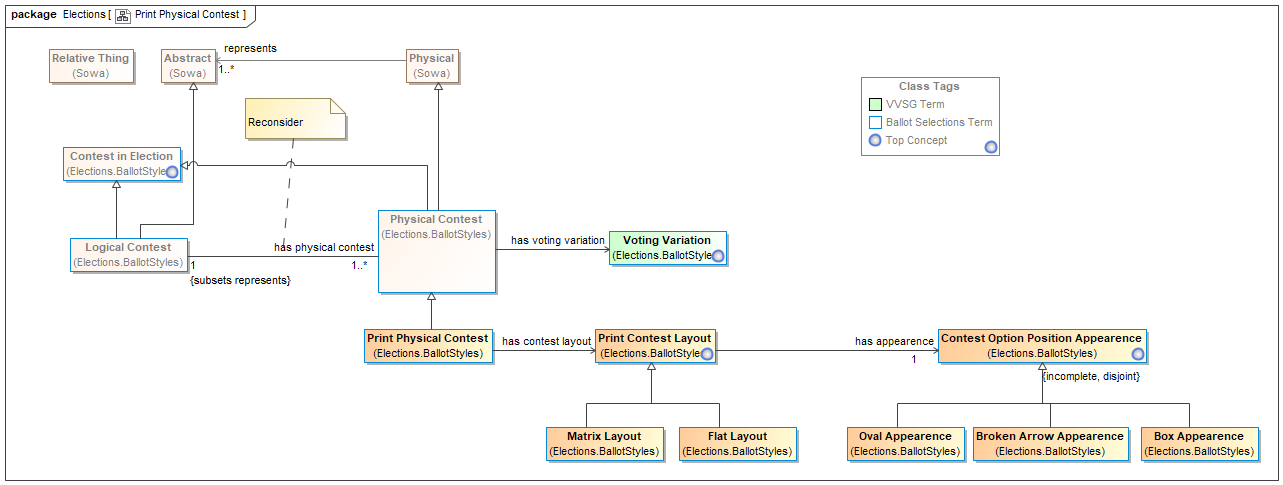 package Elections [ Print Physical Contest ]
represents
Relative Thing
(Sowa)
Abstract
(Sowa)
1..*
Physical
(Sowa)
Class Tags
VVSG Term
Ballot Selections Term
Top Concept
Reconsider
Contest in Election
(Elections.BallotStyle
Physical Contest
(Elections.BallotStyles)
Logical Contest
(Elections.BallotStyles)
has physical contest
1
1..*
{subsets represents}
has voting variation
Voting Variation
(Elections.BallotStyle
Print Physical Contest
(Elections.BallotStyles)
has contest layout
Print Contest Layout
(Elections.BallotStyle
has appearence
1
Contest Option Position Appearence
(Elections.BallotStyles)
{incomplete, disjoint}
Matrix Layout
(Elections.BallotStyles)
Flat Layout
(Elections.BallotStyles)
Oval Appearence
(Elections.BallotStyles)
Broken Arrow Appearence
(Elections.BallotStyles)
Box Appearence
(Elections.BallotStyles)